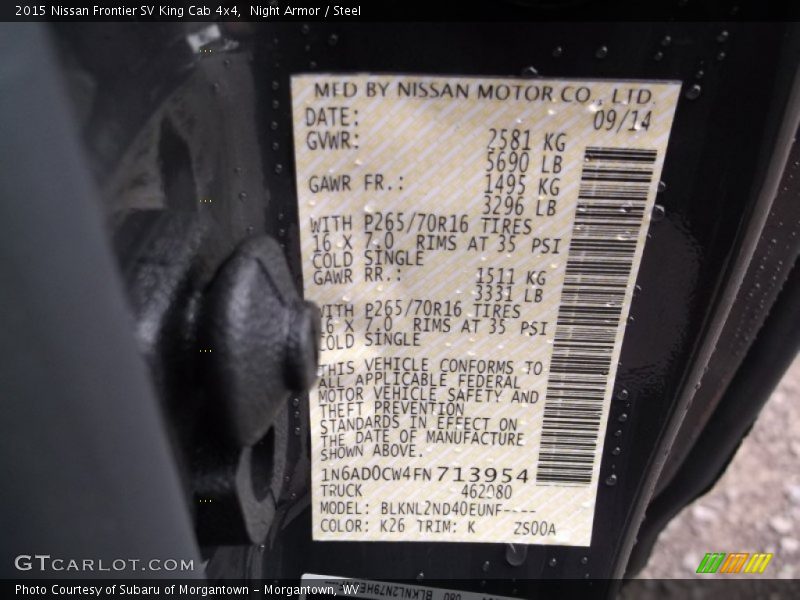 2015 Nissan Frontier SV King Cab 4x4,  Night Armor / Steel
MFD BY NISSAN MOTOR CO., LTD.
DATE: 09/14
GVWR: 2581 KG
5690 LB
GAWR FR.: 1495 KG
3296 LB
WITH P265/70R16 TIRES
16 X 7.0 RIMS AT 35 PSI
COLD SINGLE
GAWR RR.: 1511 KG
3331 LB
WITH P265/70R16 TIRES
16 X 7.0 RIMS AT 35 PSI
COLD SINGLE
THIS VEHICLE CONFORMS TO
ALL APPLICABLE FEDERAL
MOTOR VEHICLE SAFETY AND
THEFT PREVENTION
STANDARDS IN EFFECT ON
THE DATE OF MANUFACTURE
SHOWN ABOVE.
1N6AD0CW4FN713954
TRUCK 462080
MODEL: BLKNL2ND40EUNF----
COLOR: K26 TRIM: K ZS00A
GTCARLOT.COM
Photo Courtesy of Subaru of Morgantown - Morgantown, WV